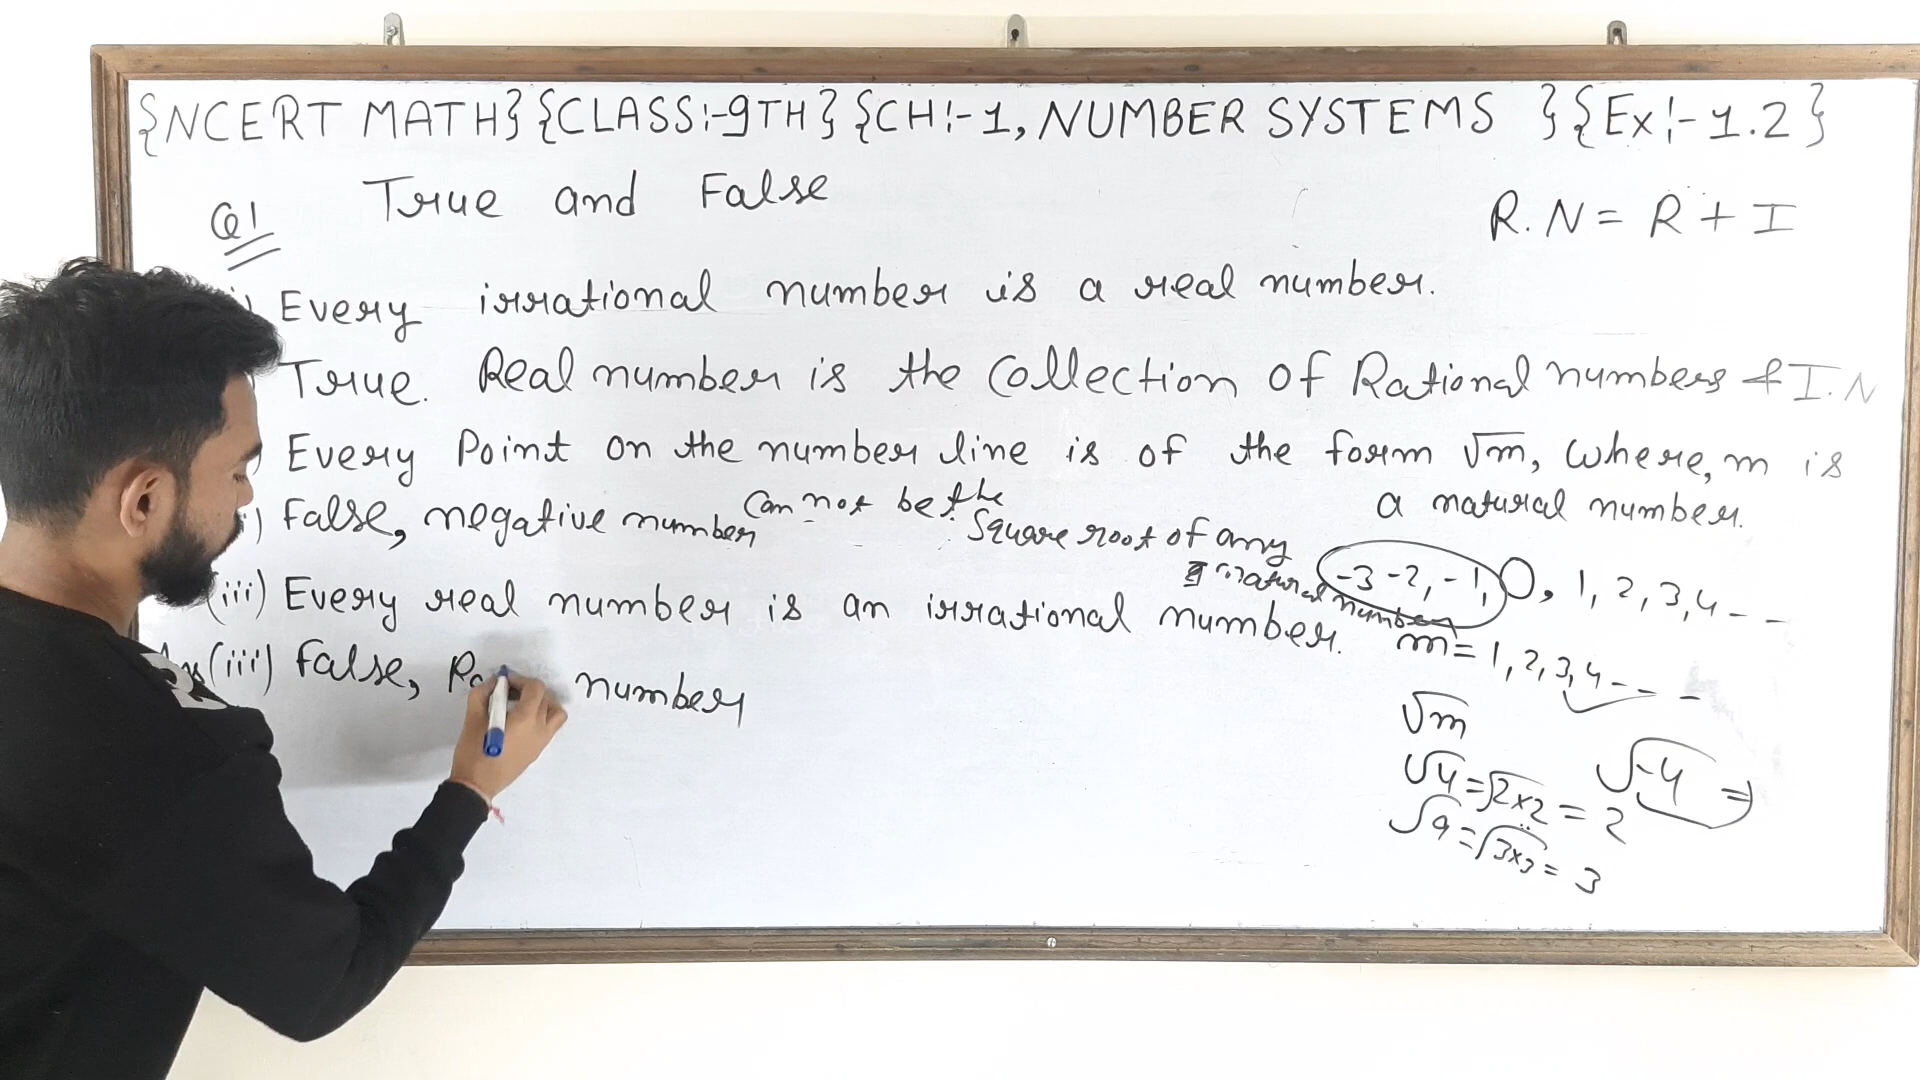 {NCERT MATH} {CLASS:-9TH} {CH:-1, NUMBER SYSTEMS } {Ex:-1.2}
Q1 True and False
R.N = R + I
Every irrational number is a real number.
True. Real number is the Collection of Rational numbers & I.N
Every Point on the number line is of the form √m, where, m is
a natural number.
False, negative number Can not be the
Square root of any
natural number
-3 -2, -1, 0, 1, 2, 3, 4 - -
(iii) Every real number is an irrational number.
m = 1, 2, 3, 4 - - -
(iii) False, number
√m
√4 = √2×2 = 2
√-4 =
√9 = √3×3 = 3